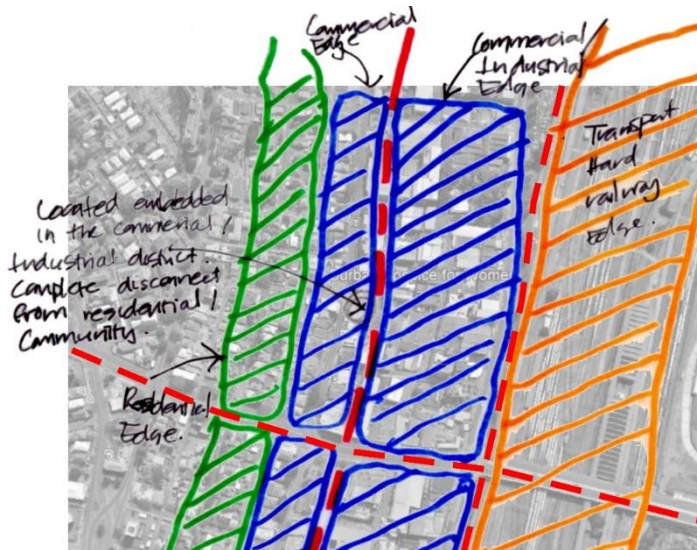 Commercial
Edge
Commercial/
Industrial
Edge
Transport
Hard
railway
Edge.
Located embedded
in the commercial/
Industrial district.
Complete disconnect
from residential/
Community.
Residential
Edge.